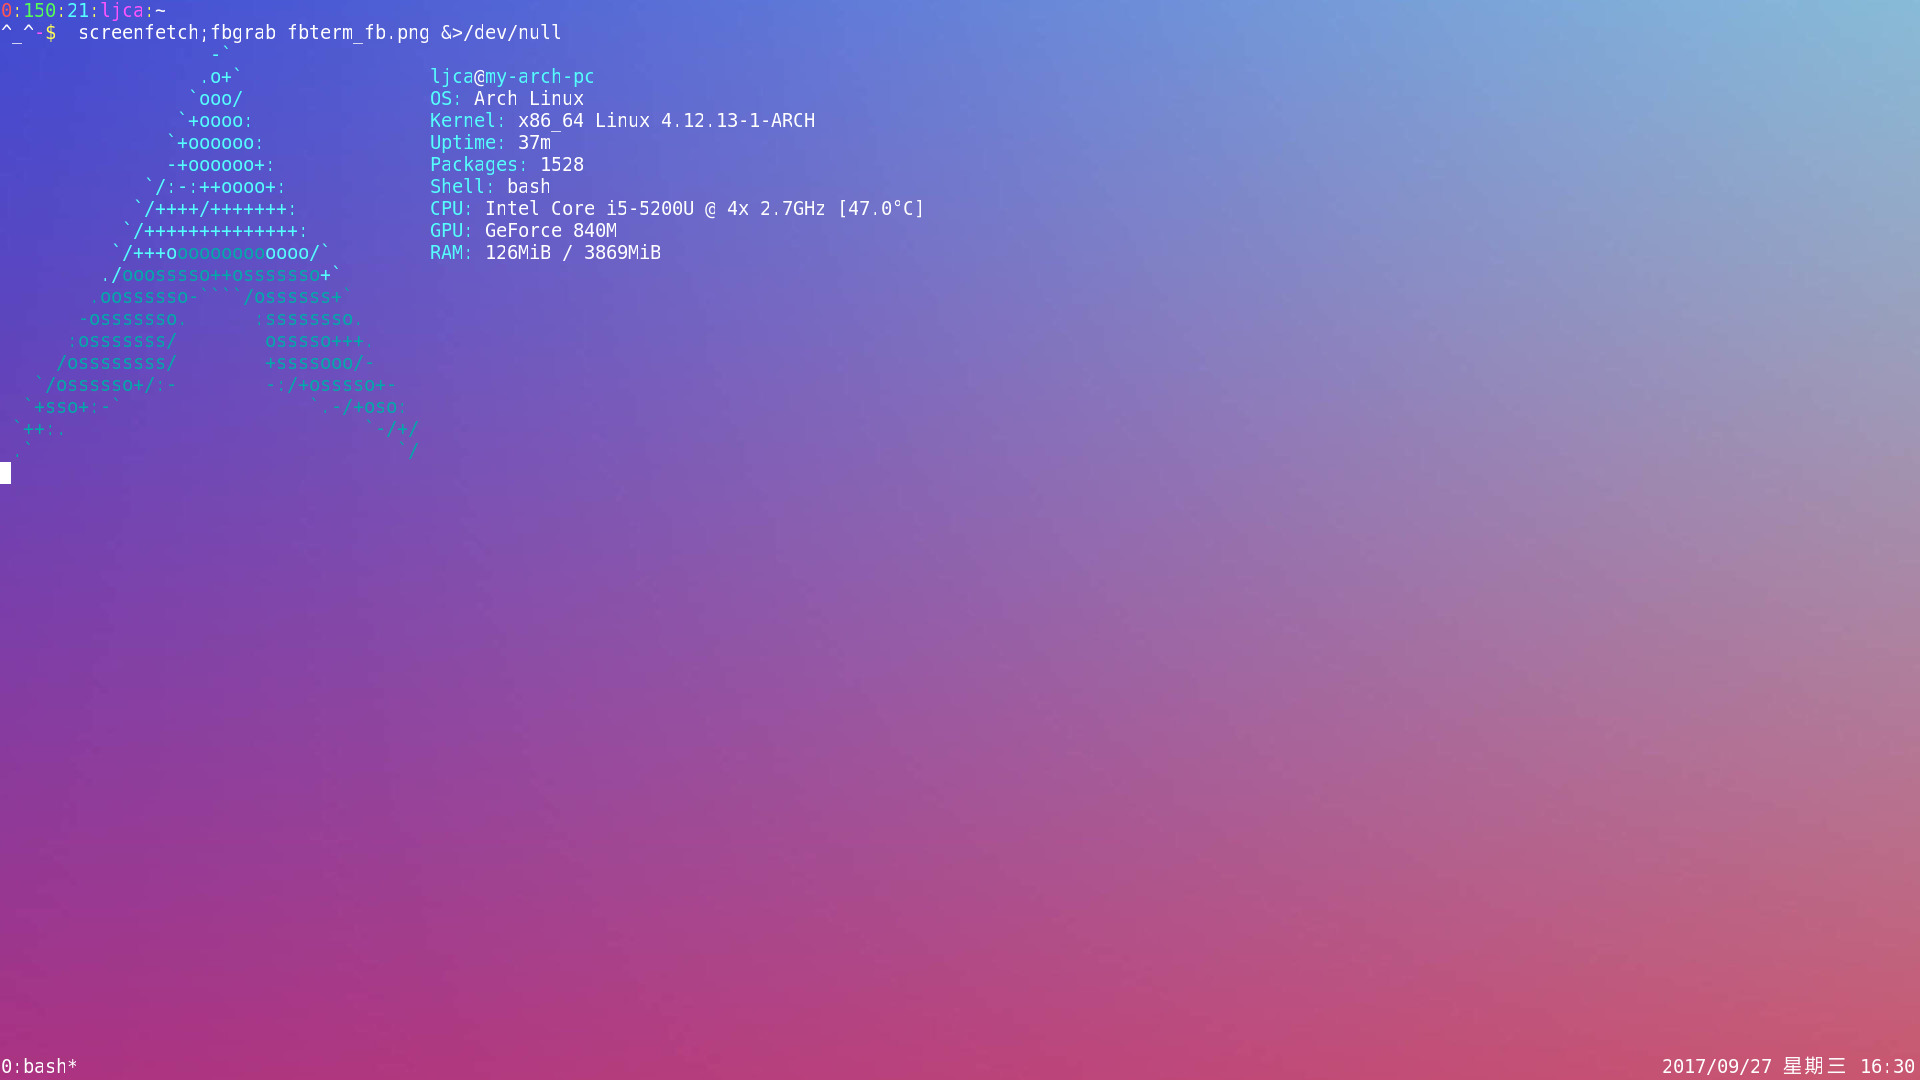 0:150:21:ljca:~
^_^-$  screenfetch;fbgrab fbterm_fb.png &>/dev/null
                   -`
                  .o+`                 ljca@my-arch-pc
                 `ooo/                 OS: Arch Linux
                `+oooo:                Kernel: x86_64 Linux 4.12.13-1-ARCH
               `+oooooo:               Uptime: 37m
               -+oooooo+:              Packages: 1528
             `/:-:++oooo+:             Shell: bash
            `/++++/+++++++:            CPU: Intel Core i5-5200U @ 4x 2.7GHz [47.0°C]
           `/++++++++++++++:           GPU: GeForce 840M
          `/+++ooooooooooooo/`         RAM: 126MiB / 3869MiB
         ./ooosssso++osssssso+`
        .oossssso-````/ossssss+`
       -osssssso.      :ssssssso.
      :osssssss/        osssso+++.
     /ossssssss/        +ssssooo/-
   `/ossssso+/:-        -:/+osssso+-
  `+sso+:-`                 `.-/+oso:
 `++:.                           `-/+/
 .`                                 `/
0:bash*
2017/09/27 星期三 16:30